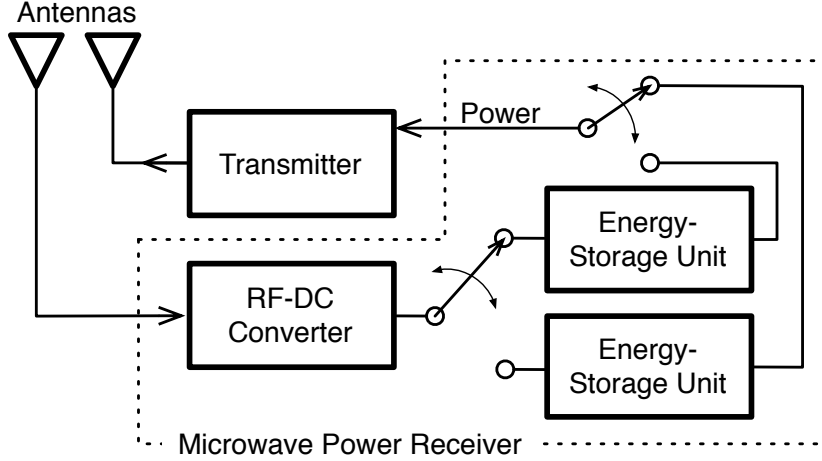 Antennas
Power
Transmitter
Energy-
Storage Unit
RF-DC
Converter
Energy-
Storage Unit
Microwave Power Receiver